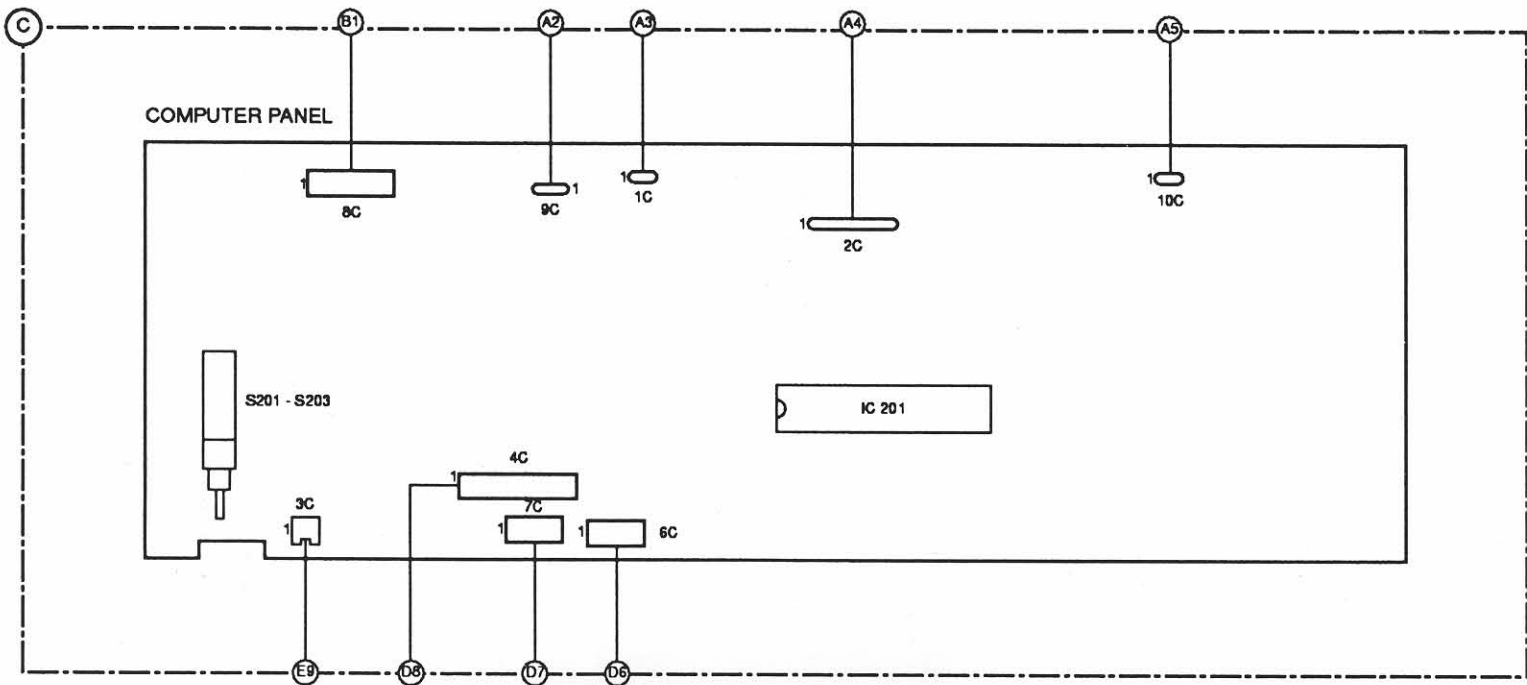 C
B1
A2
A3
A4
A5
COMPUTER PANEL
1
8C
1
9C
1
1C
1
2C
1
10C
S201 - S203
IC 201
4C
1
3C
1
7C
1
1
6C
E9
D8
D7
D6